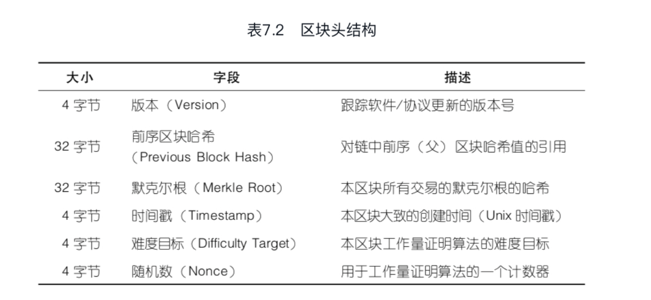 表7.2 区块头结构
大小 字段 描述
4 字节 版本（Version） 跟踪软件/协议更新的版本号
32 字节 前序区块哈希（Previous Block Hash） 对链中前序（父）区块哈希值的引用
32 字节 默克尔根（Merkle Root） 本区块所有交易的默克尔根的哈希
4 字节 时间戳（Timestamp） 本区块大致的创建时间（Unix 时间戳）
4 字节 难度目标（Difficulty Target） 本区块工作量证明算法的难度目标
4 字节 随机数（Nonce） 用于工作量证明算法的一个计数器